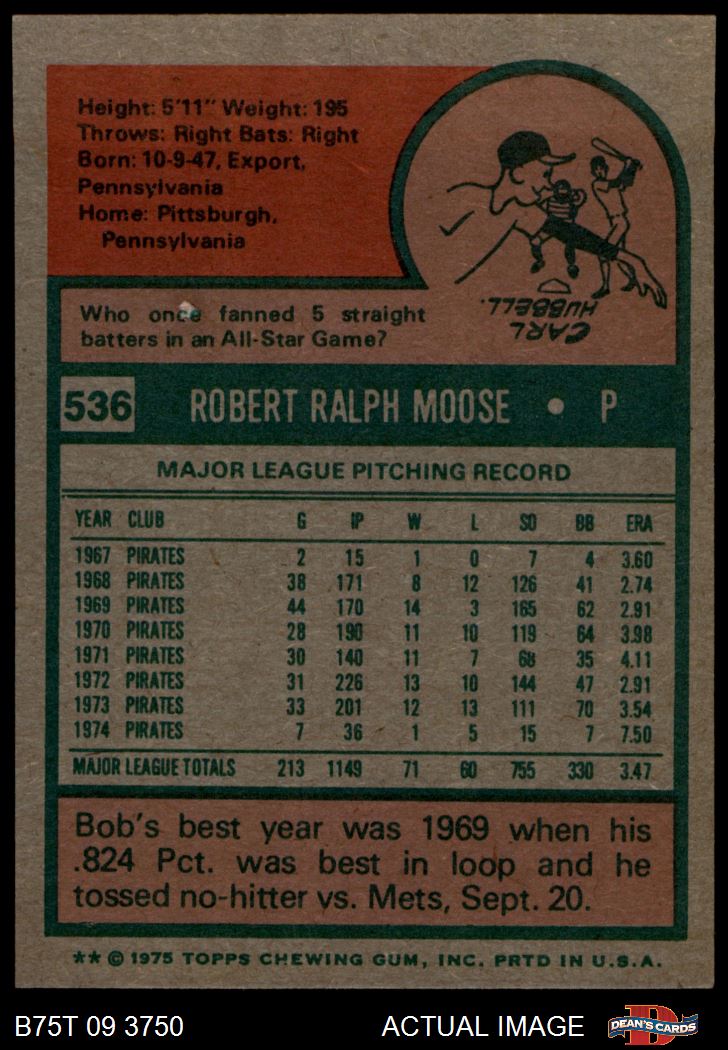 Height: 5'11" Weight: 195
Throws: Right Bats: Right
Born: 10-9-47, Export,
Pennsylvania
Home: Pittsburgh,
Pennsylvania
CARL
HUBBELL.
Who once fanned 5 straight
batters in an All-Star Game?
536 ROBERT RALPH MOOSE • P
MAJOR LEAGUE PITCHING RECORD
YEAR CLUB G IP W L SO BB ERA
1967 PIRATES 2 15 1 0 7 4 3.60
1968 PIRATES 38 171 8 12 126 41 2.74
1969 PIRATES 44 170 14 3 165 62 2.91
1970 PIRATES 28 190 11 10 119 64 3.98
1971 PIRATES 30 140 11 7 68 35 4.11
1972 PIRATES 31 226 13 10 144 47 2.91
1973 PIRATES 33 201 12 13 111 70 3.54
1974 PIRATES 7 36 1 5 15 7 7.50
MAJOR LEAGUE TOTALS 213 1149 71 60 755 330 3.47
Bob's best year was 1969 when his
.824 Pct. was best in loop and he
tossed no-hitter vs. Mets, Sept. 20.
** © 1975 TOPPS CHEWING GUM, INC. PRTD IN U.S.A.
B75T 09 3750 ACTUAL IMAGE D DEAN'S CARDS